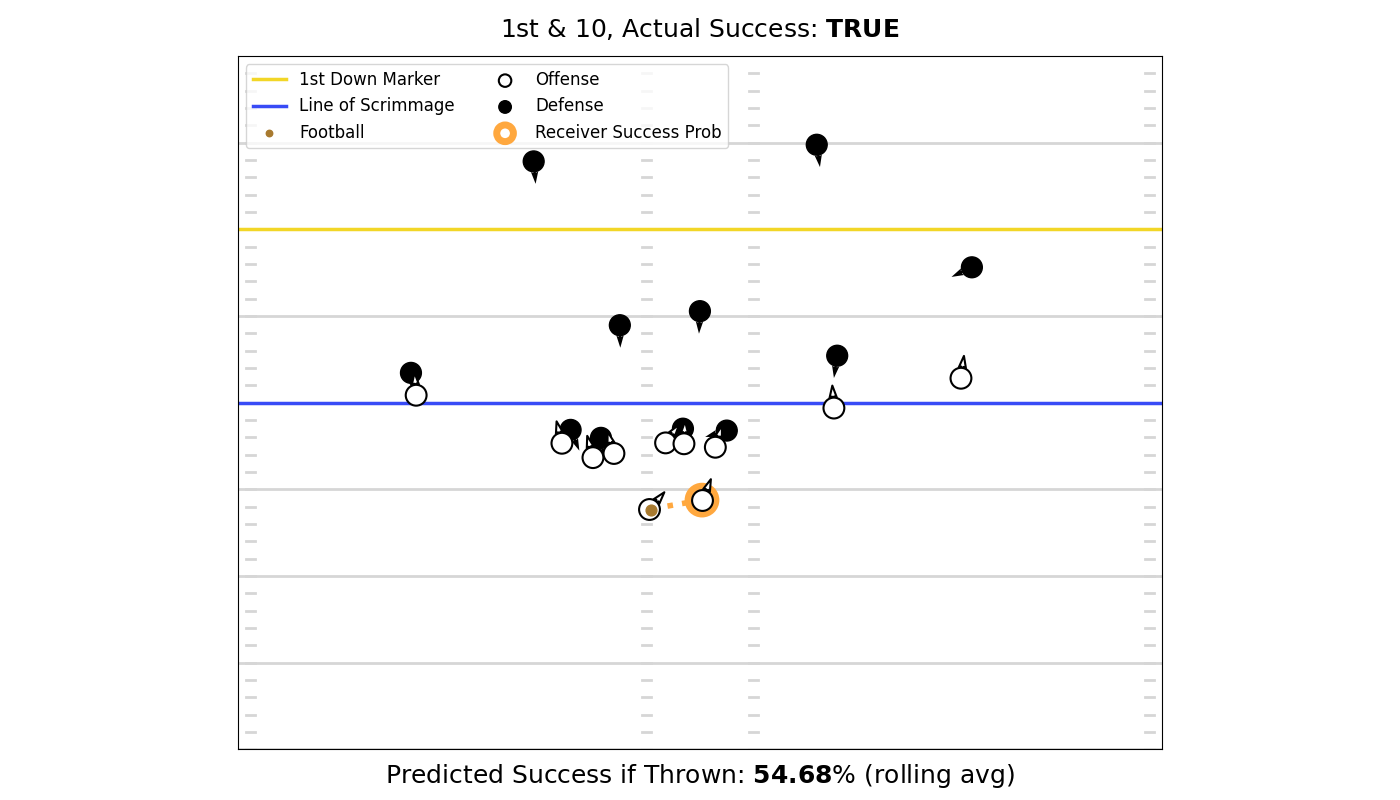 1st & 10, Actual Success: TRUE
1st Down Marker
Line of Scrimmage
Football
Offense
Defense
Receiver Success Prob
Predicted Success if Thrown: 54.68% (rolling avg)